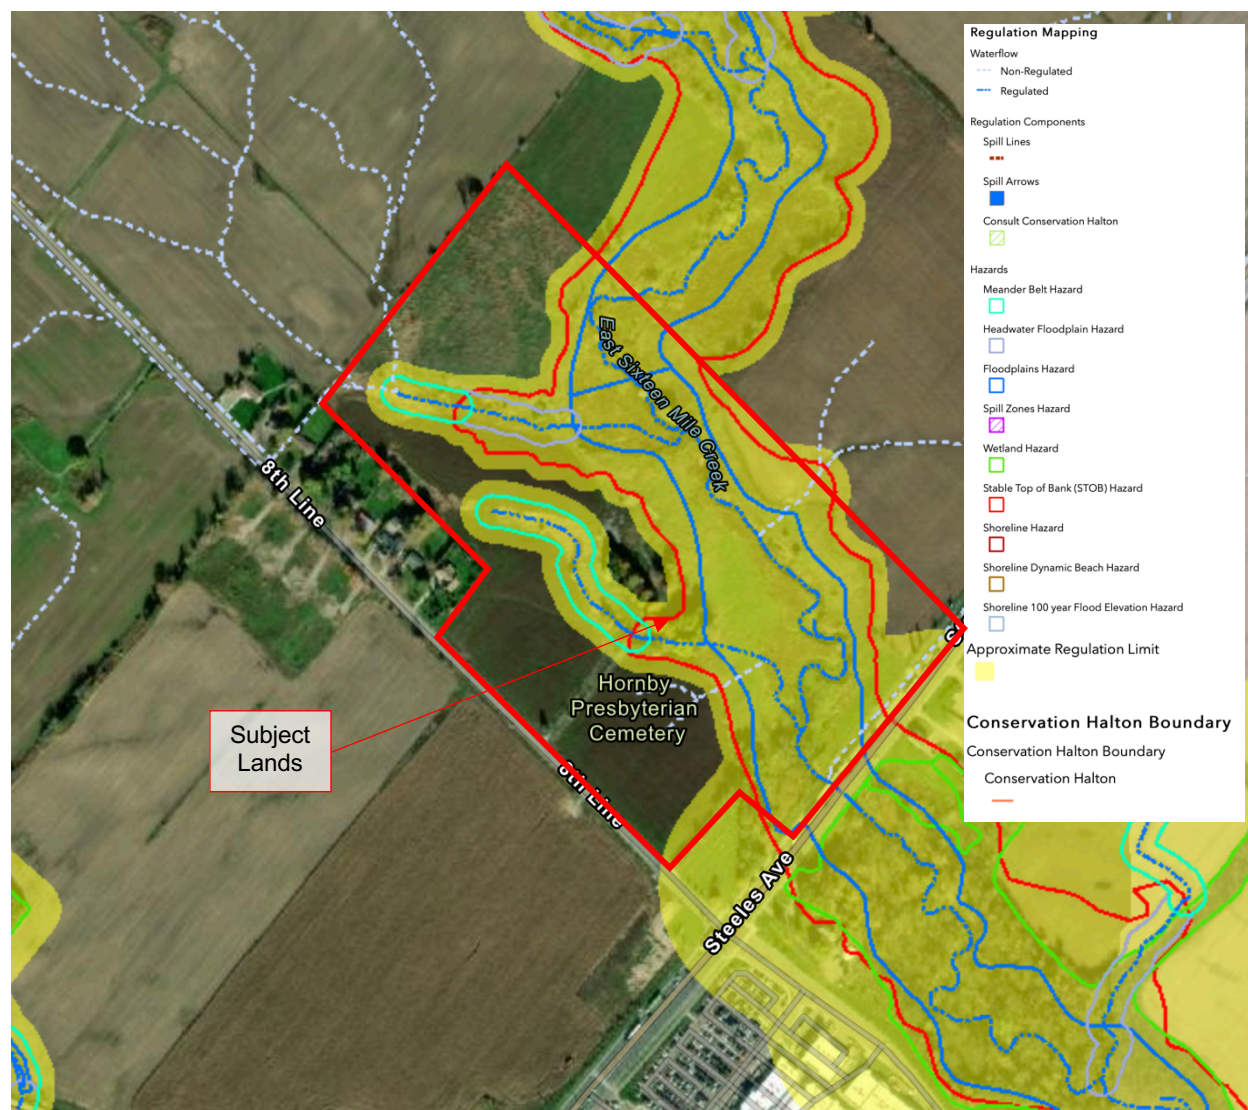 Regulation Mapping
Waterflow
Non-Regulated
Regulated
Regulation Components
Spill Lines
Spill Arrows
Consult Conservation Halton
Hazards
Meander Belt Hazard
Headwater Floodplain Hazard
Floodplains Hazard
Spill Zones Hazard
Wetland Hazard
Stable Top of Bank (STOB) Hazard
Shoreline Hazard
Shoreline Dynamic Beach Hazard
Shoreline 100 year Flood Elevation Hazard
Approximate Regulation Limit
Conservation Halton Boundary
Conservation Halton Boundary
Conservation Halton
East Sixteen Mile Creek
8th Line
Hornby
Presbyterian
Cemetery
Subject
Lands
8th Line
Steeles Ave